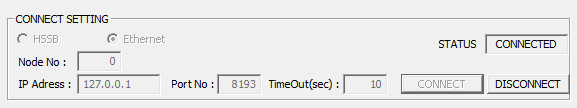 CONNECT SETTING
HSSB Ethernet
STATUS CONNECTED
Node No : 0
IP Adress : 127.0.0.1 Port No : 8193 TimeOut(sec) : 10 CONNECT DISCONNECT